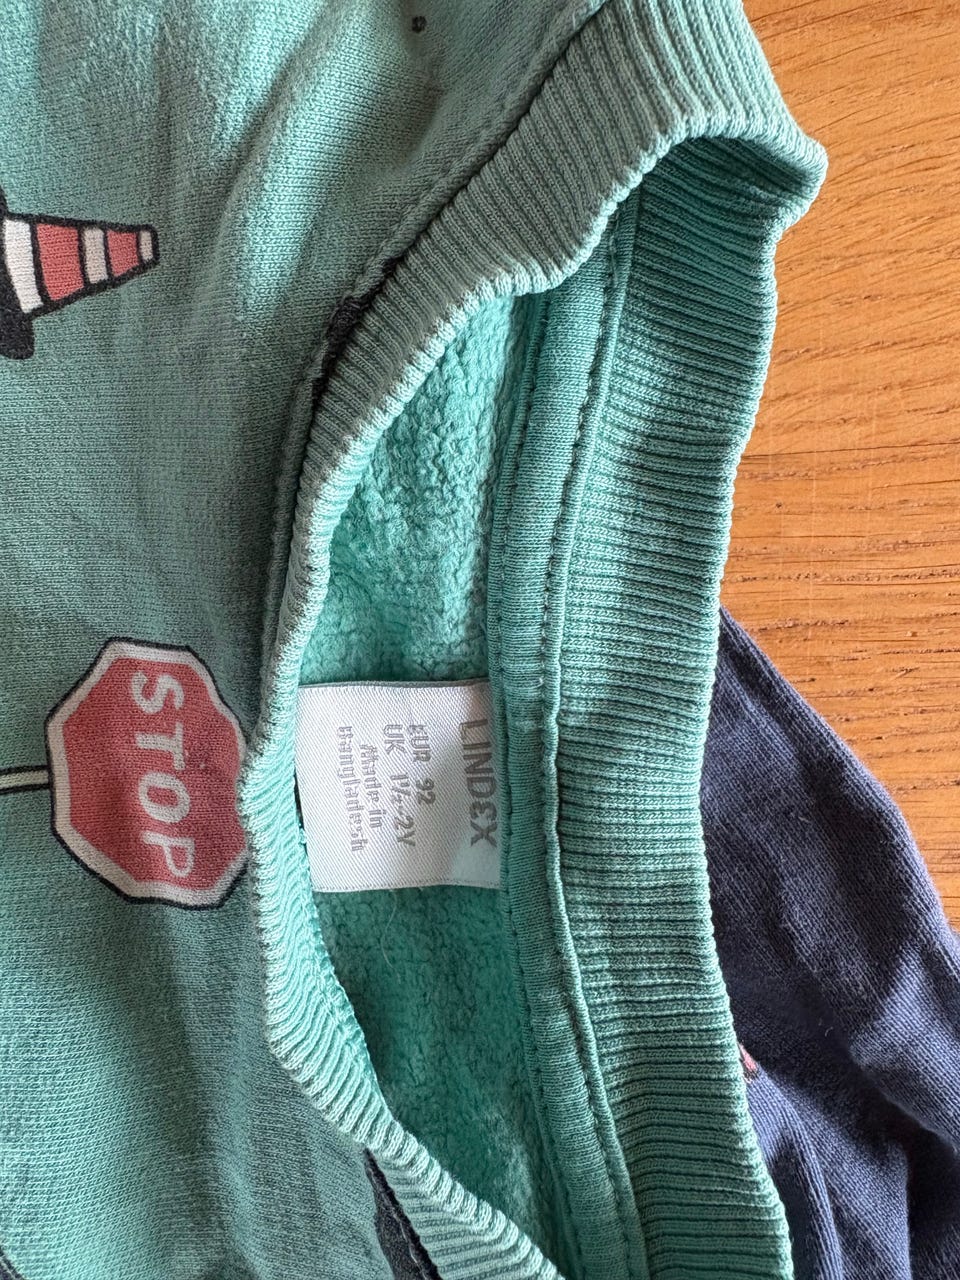 LINDEX
EUR 92
UK 1½-2Y
Made in
Bangladesh
STOP